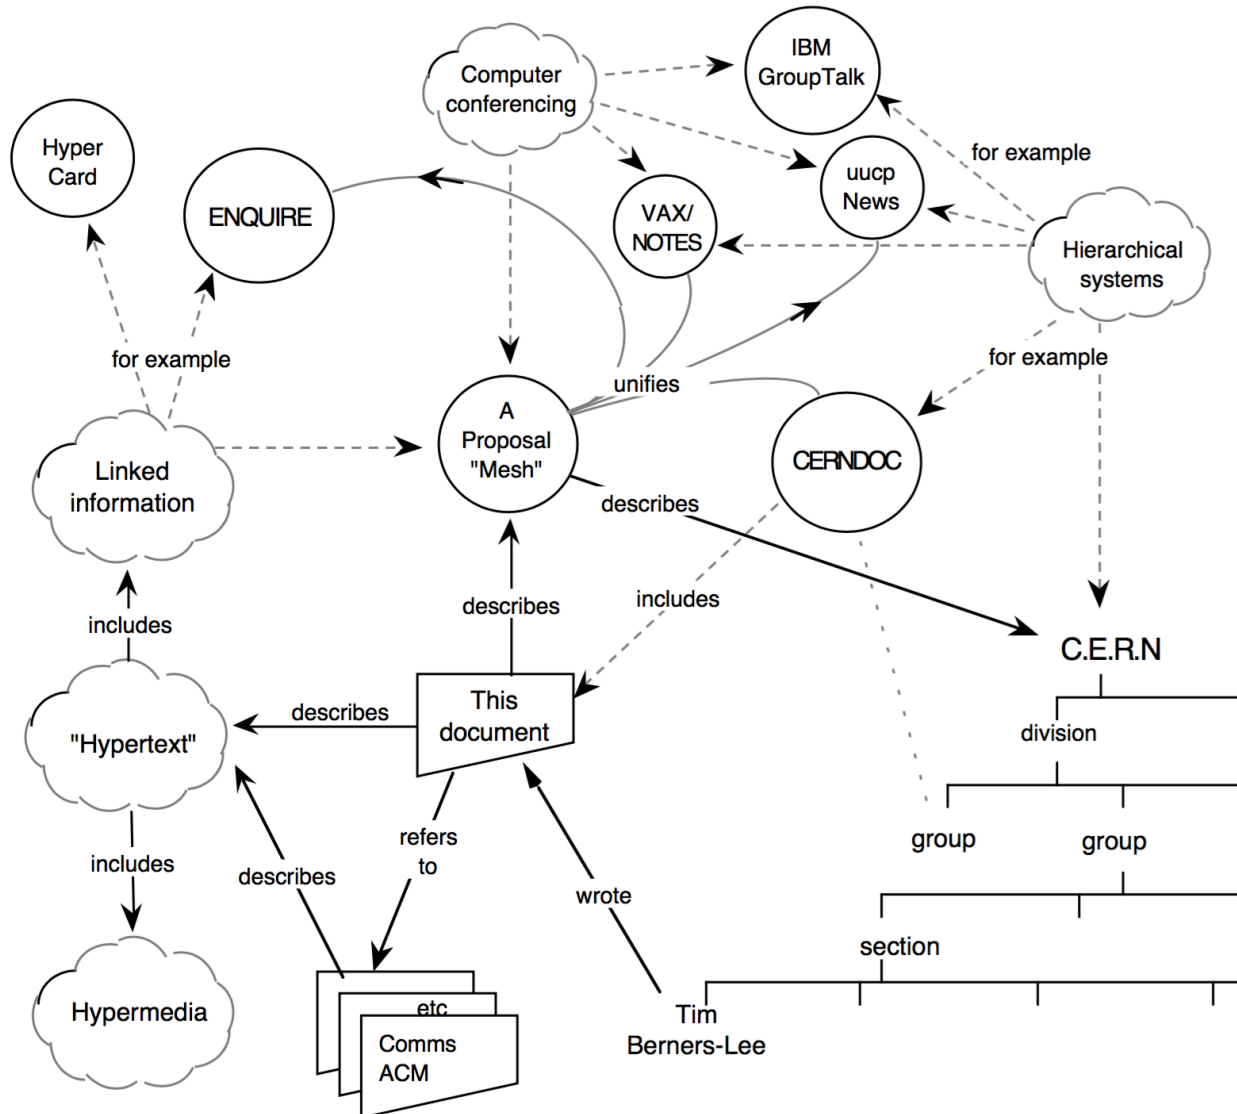 IBM
GroupTalk
Computer
conferencing
Hyper
Card
for example
uucp
News
ENQUIRE
VAX/
NOTES
Hierarchical
systems
for example
for example
unifies
A
Proposal
"Mesh"
CERNDOC
Linked
information
describes
includes
describes
includes
C.E.R.N
This
document
describes
"Hypertext"
division
refers
to
group
group
includes
describes
wrote
section
Hypermedia
etc
Comms
ACM
Tim
Berners-Lee